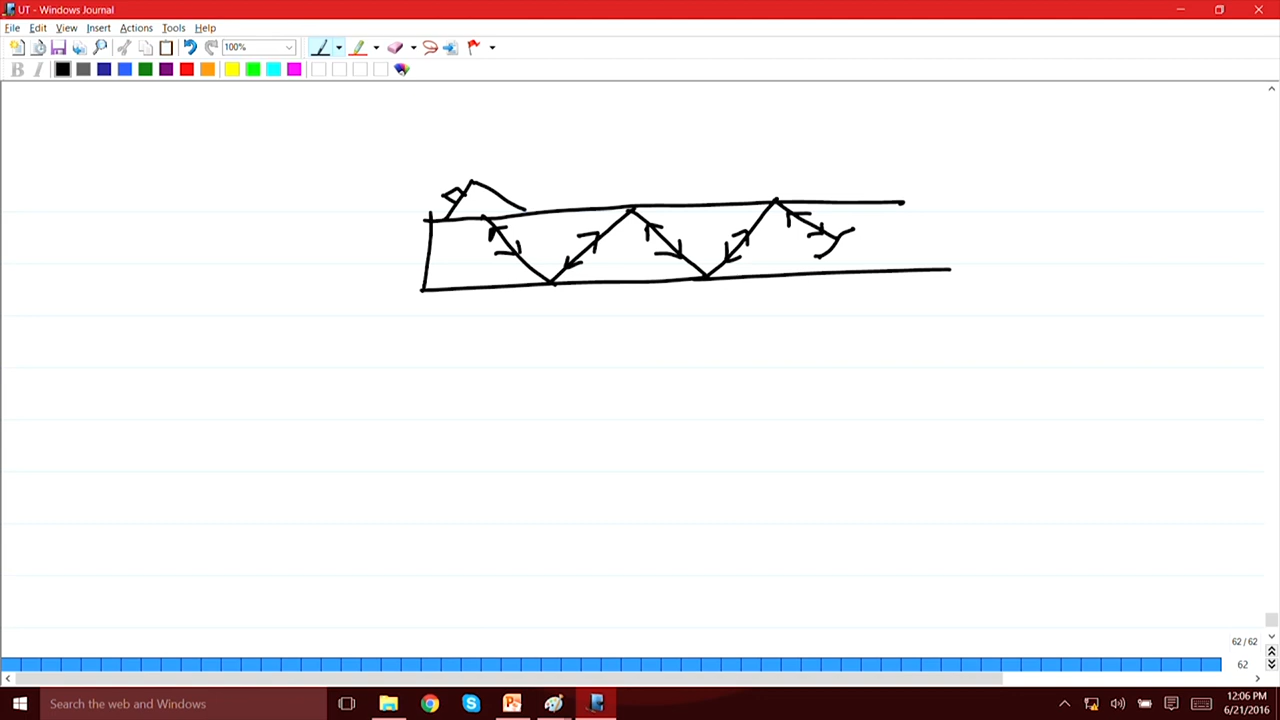 UT - Windows Journal
File Edit View Insert Actions Tools Help
100%
B I
62 / 62
62
Search the web and Windows
12:06 PM
6/21/2016